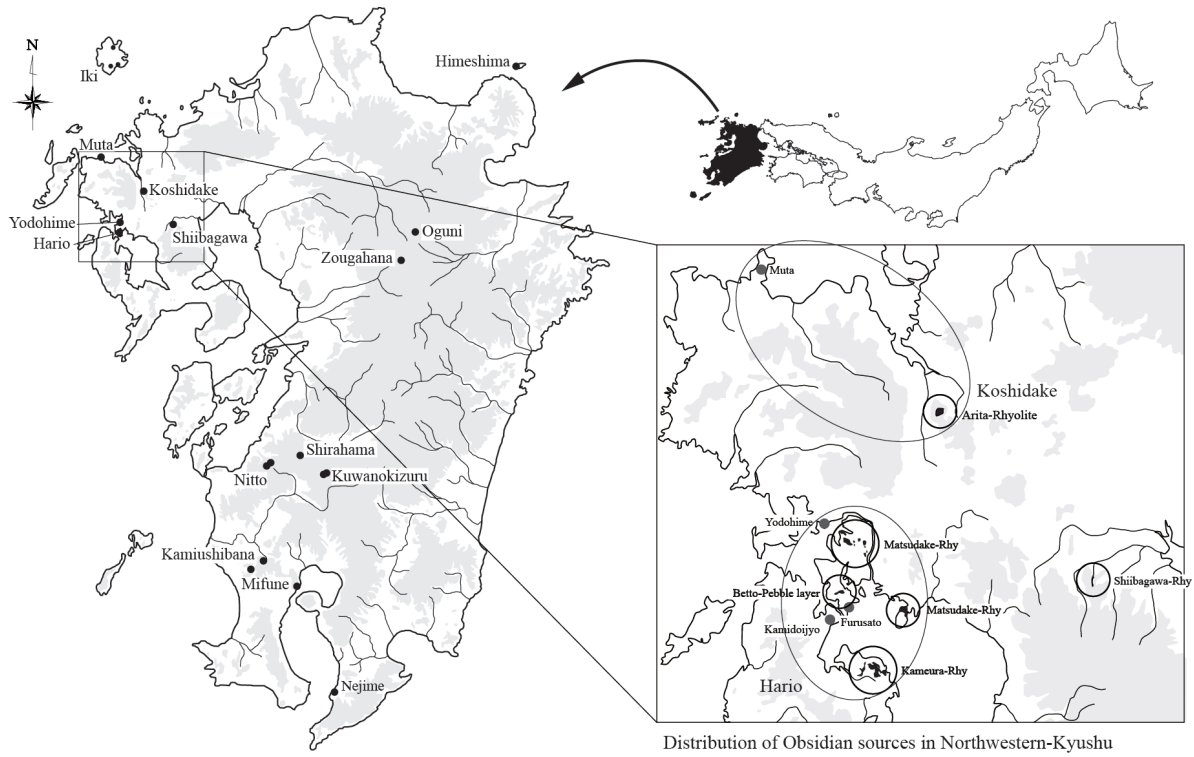 N
Iki
Himeshima
Muta
Koshidake
Yodohime
Hario
Shiibagawa
Oguni
Zougahana
Shirahama
Nitto
Kuwanokizuru
Kamiushibana
Mifune
Nejime
Muta
Koshidake
Arita-Rhyolite
Yodohime
Matsudake-Rhy
Shiibagawa-Rhy
Betto-Pebble layer
Matsudake-Rhy
Kamidoijyo
Furusato
Kameura-Rhy
Hario
Distribution of Obsidian sources in Northwestern-Kyushu